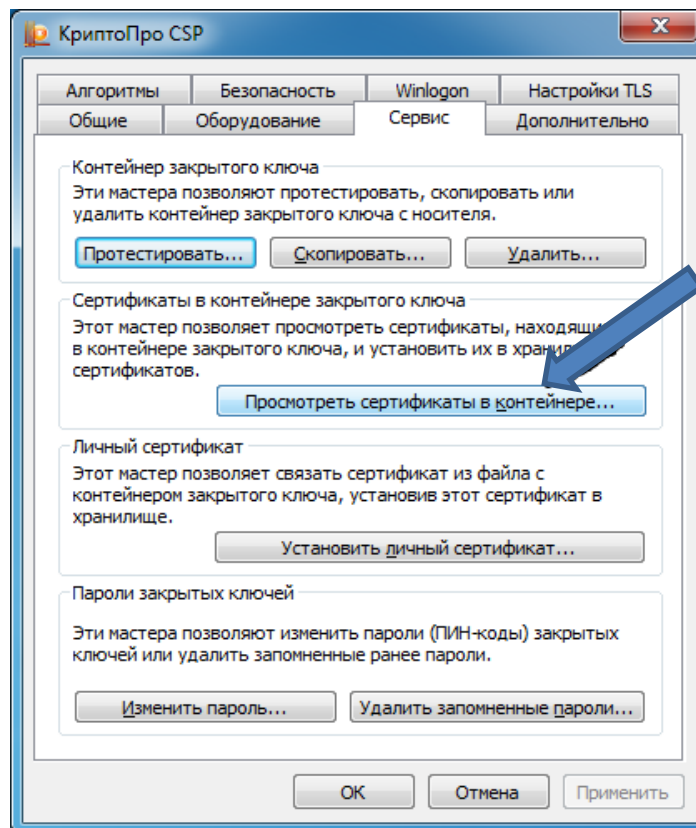 КриптоПро CSP
Алгоритмы Безопасность Winlogon Настройки TLS
Общие Оборудование Сервис Дополнительно
Контейнер закрытого ключа
Эти мастера позволяют протестировать, скопировать или
удалить контейнер закрытого ключа с носителя.
Протестировать... Скопировать... Удалить...
Сертификаты в контейнере закрытого ключа
Этот мастер позволяет просмотреть сертификаты,
в контейнере закрытого ключа, и установить их в
сертификатов.
Просмотреть сертификаты в контейнере...
Личный сертификат
Этот мастер позволяет связать сертификат из файла с
контейнером закрытого ключа, установив этот сертификат в
хранилище.
Установить личный сертификат...
Пароли закрытых ключей
Эти мастера позволяют изменить пароли (ПИН-коды) закрытых
ключей или удалить запомненные ранее пароли.
Изменить пароль... Удалить запомненные пароли...
ОК Отмена Применить